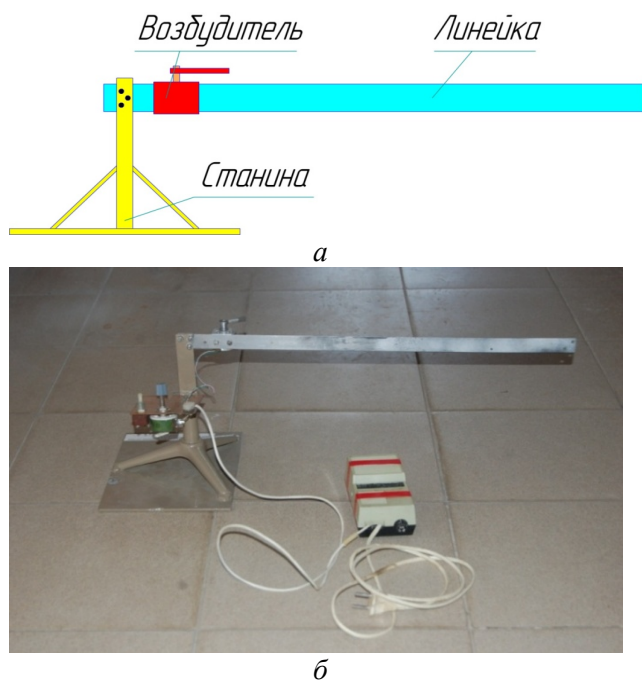 Возбудитель
Линейка
Станина
а
б